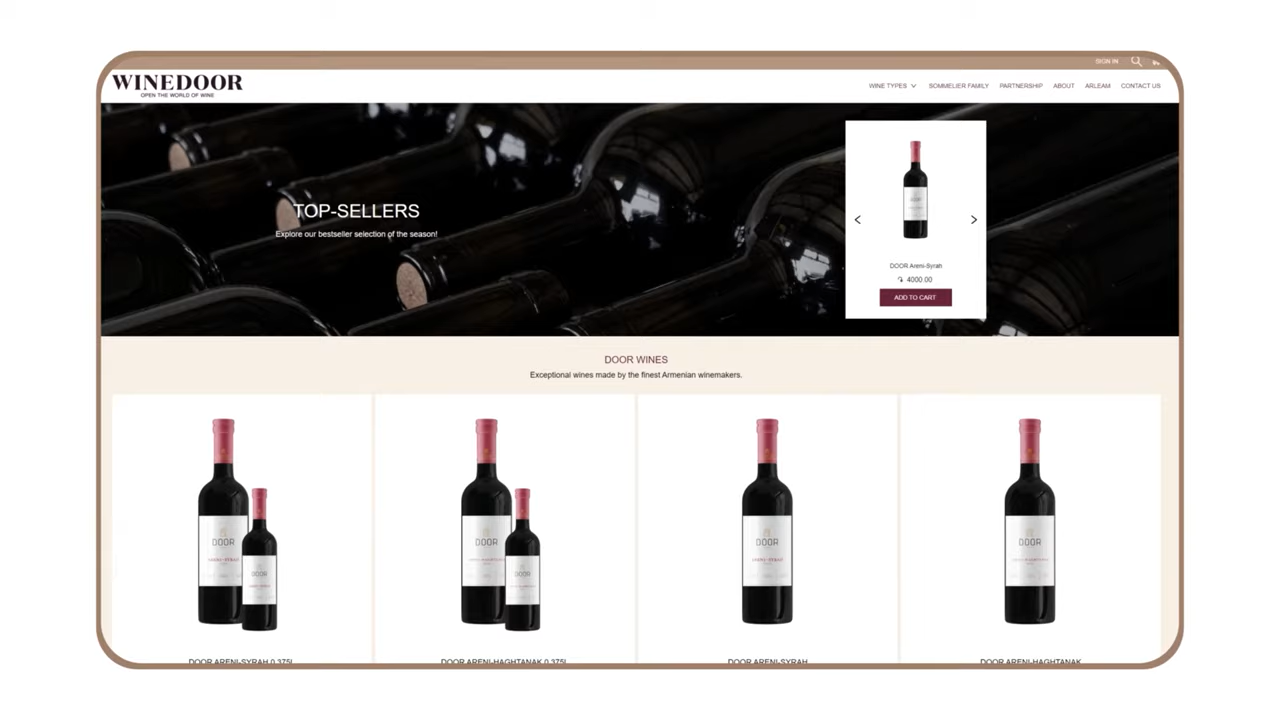 SIGN IN
WINEDOOR
OPEN THE WORLD OF WINE
WINE TYPES
SOMMELIER FAMILY
PARTNERSHIP
ABOUT
ARLEAM
CONTACT US
TOP-SELLERS
Explore our bestseller selection of the season!
DOOR
DOOR Areni-Syrah
֏ 4000.00
ADD TO CART
DOOR WINES
Exceptional wines made by the finest Armenian winemakers.
DOOR
DOOR
DOOR
DOOR
DOOR
DOOR
DOOR ARENI-SYRAH 0.375L
DOOR ARENI-HAGHTANAK 0.375L
DOOR ARENI-SYRAH
DOOR ARENI-HAGHTANAK